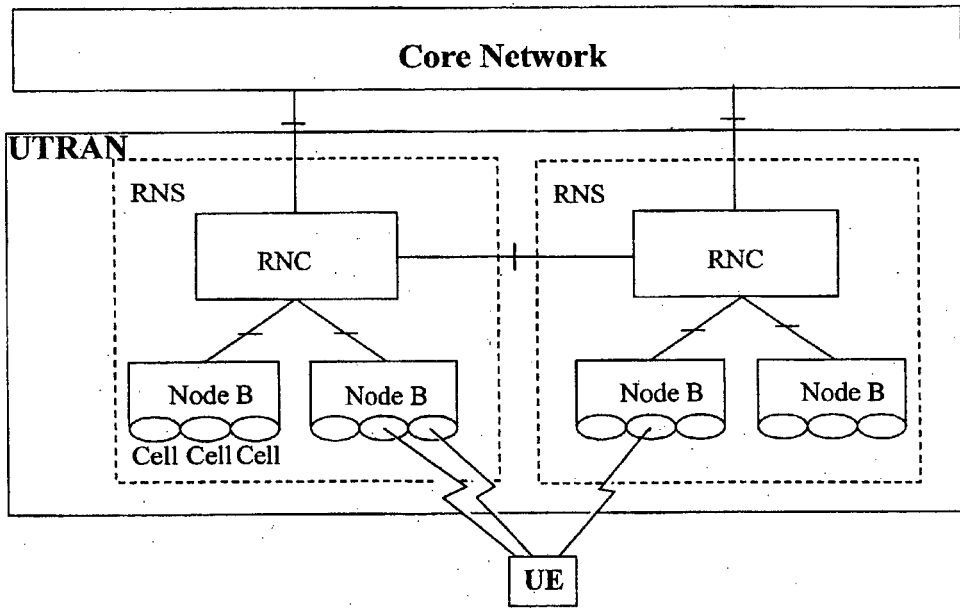 Core Network
UTRAN
RNS
RNS
RNC
RNC
Node B
Node B
Node B
Node B
Cell Cell Cell
UE